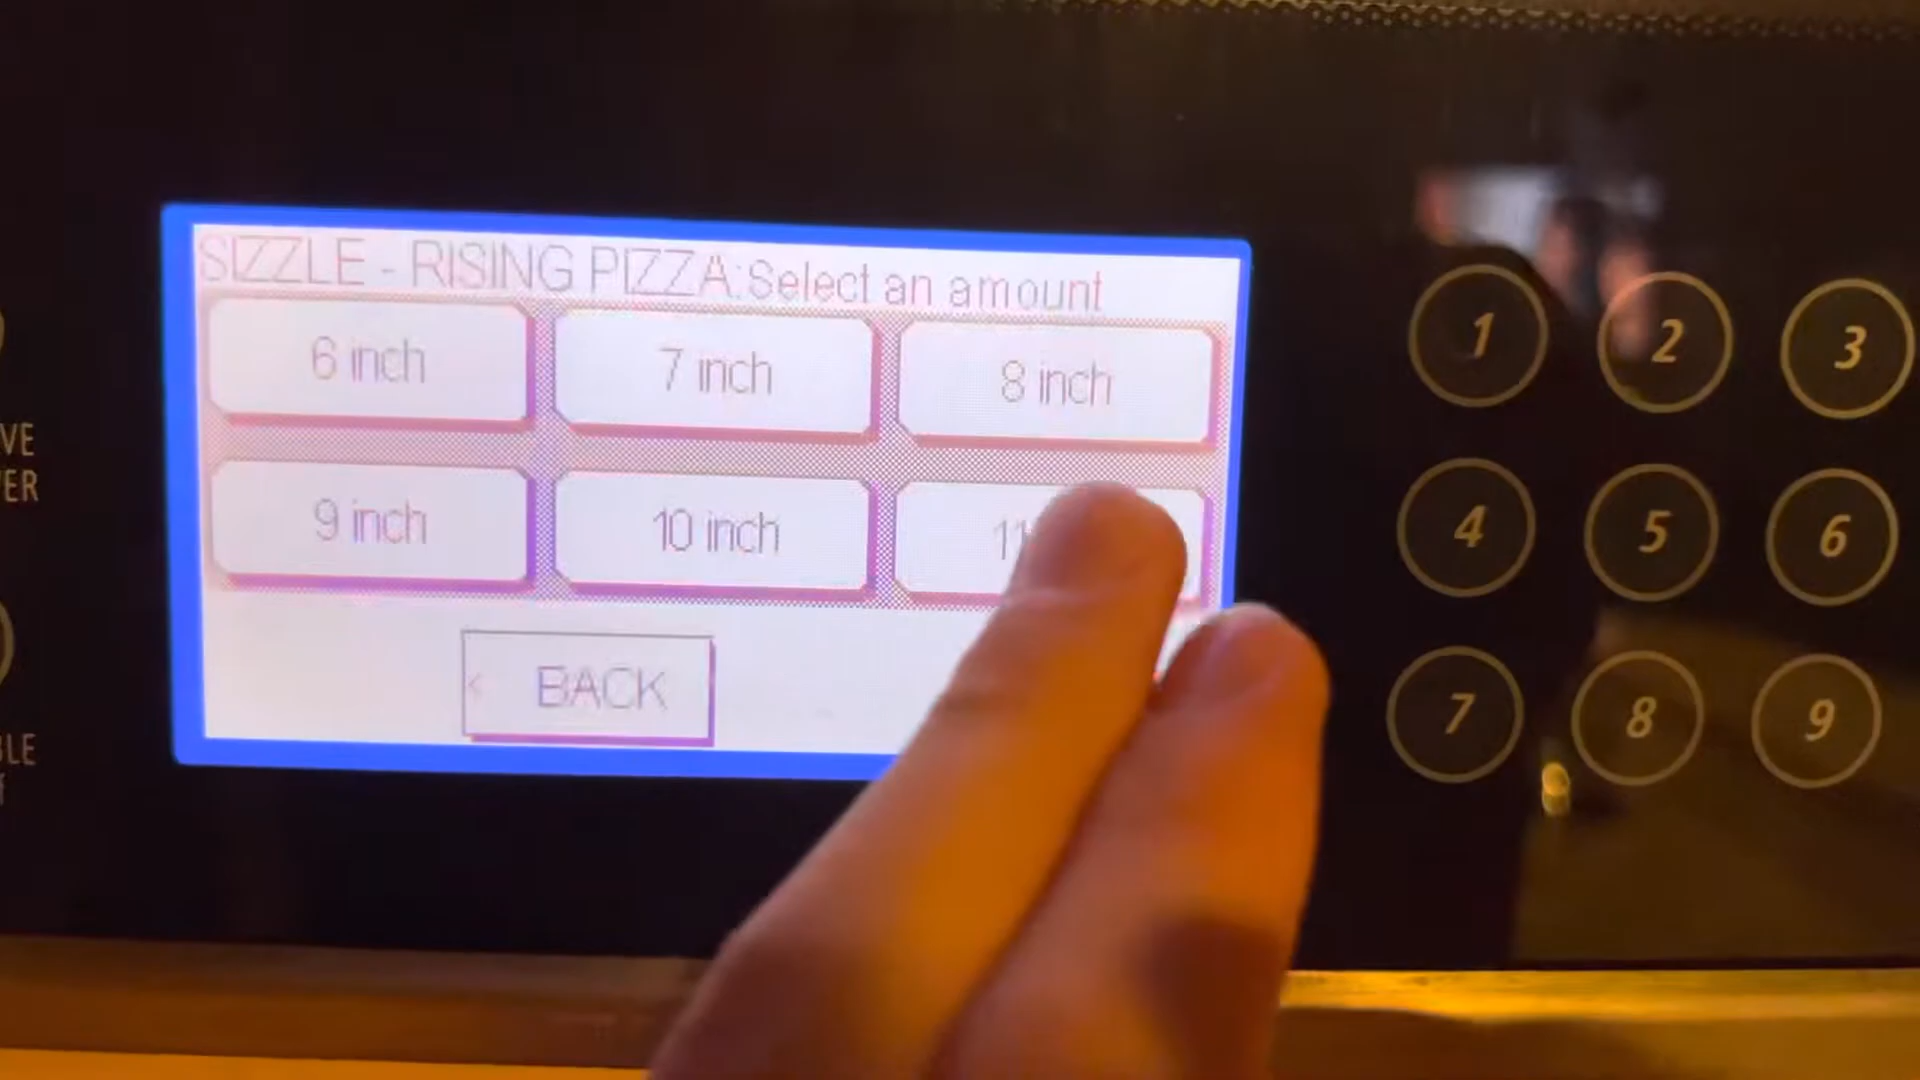 SIZZLE - RISING PIZZA:Select an amount
6 inch 7 inch 8 inch
9 inch 10 inch 11
< BACK
1 2 3
4 5 6
7 8 9